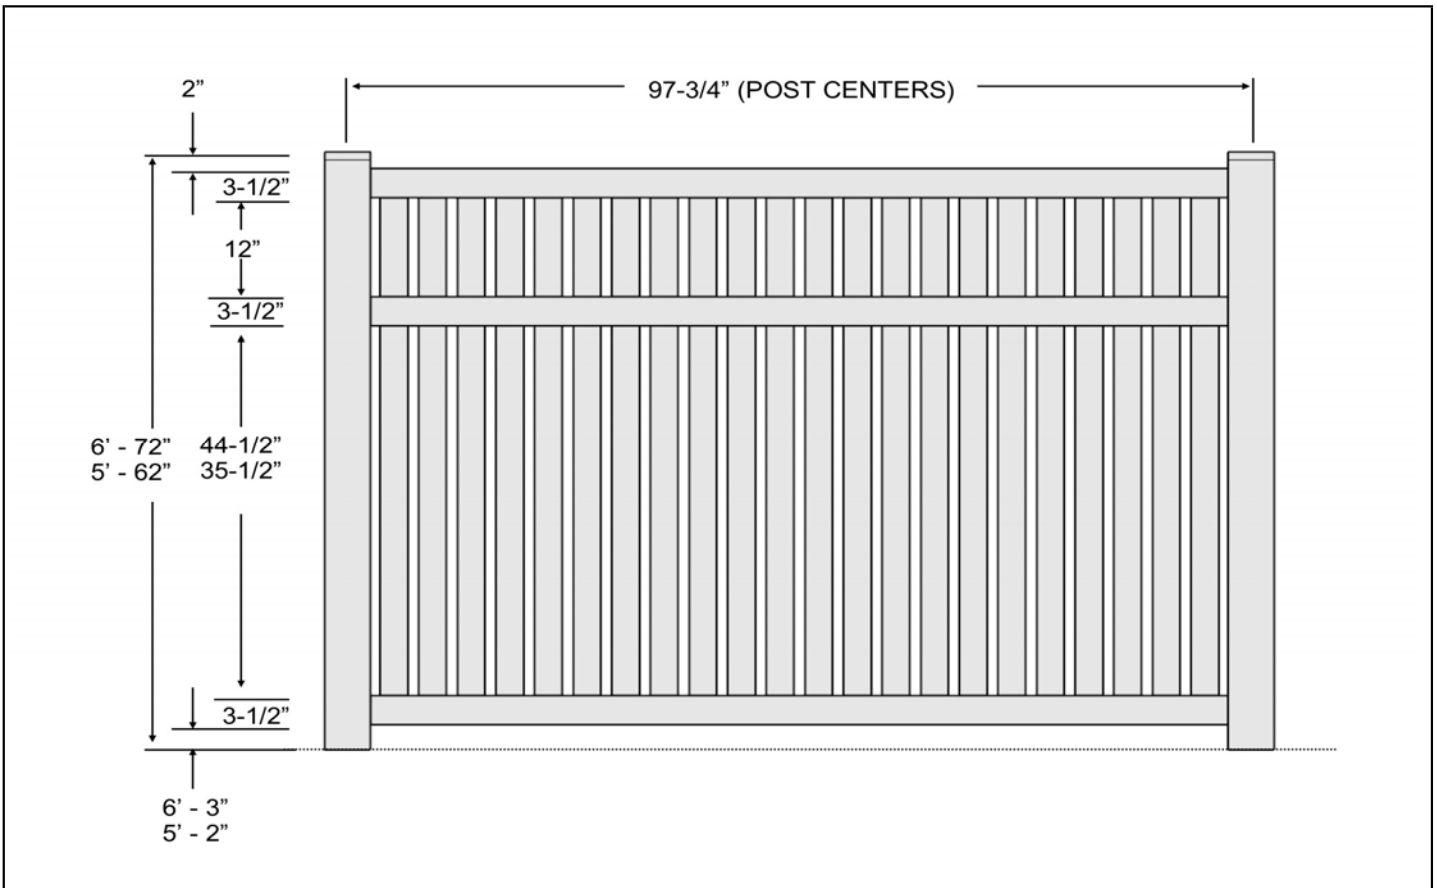 2”
97-3/4” (POST CENTERS)
3-1/2”
12”
3-1/2”
6’ - 72” 44-1/2”
5’ - 62” 35-1/2”
3-1/2”
6’ - 3”
5’ - 2”